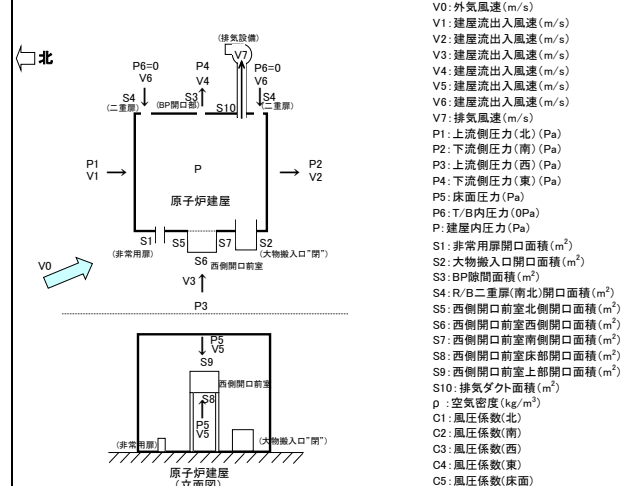 北
(排気設備)
V7
P6=0
V6
P4
V4
P6=0
V6
S4
(二重扉)
S3
(BP開口部)
S10
S4
(二重扉)
P1
V1
P
P2
V2
原子炉建屋
S1
(非常用扉)
S5
S7
S2
(大物搬入口"閉")
S6
西側開口前室
V0
V3
P3
P5
V5
S9
西側開口前室
S8
P5
V5
(非常用扉)
(大物搬入口"閉")
原子炉建屋
(立面図)
V0:外気風速(m/s)
V1:建屋流出入風速(m/s)
V2:建屋流出入風速(m/s)
V3:建屋流出入風速(m/s)
V4:建屋流出入風速(m/s)
V5:建屋流出入風速(m/s)
V6:建屋流出入風速(m/s)
V7:排気風速(m/s)
P1:上流側圧力(北)(Pa)
P2:下流側圧力(南)(Pa)
P3:上流側圧力(西)(Pa)
P4:下流側圧力(東)(Pa)
P5:床面圧力(Pa)
P6:T/B内圧力(0Pa)
P:建屋内圧力(Pa)
S1:非常用扉開口面積(m²)
S2:大物搬入口開口面積(m²)
S3:BP隙間面積(m²)
S4:R/B二重扉(南北)開口面積(m²)
S5:西側開口前室北側開口面積(m²)
S6:西側開口前室西側開口面積(m²)
S7:西側開口前室南側開口面積(m²)
S8:西側開口前室床部開口面積(m²)
S9:西側開口前室上部開口面積(m²)
S10:排気ダクト面積(m²)
ρ:空気密度(kg/m³)
C1:風圧係数(北)
C2:風圧係数(南)
C3:風圧係数(西)
C4:風圧係数(東)
C5:風圧係数(床面)